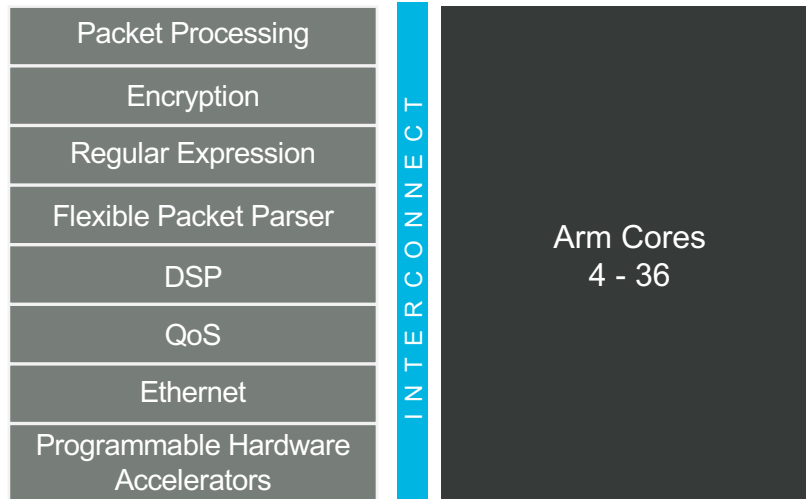 Packet Processing
Encryption
Regular Expression
Flexible Packet Parser
DSP
QoS
Ethernet
Programmable Hardware
Accelerators
INTERCONNECT
Arm Cores
4 - 36